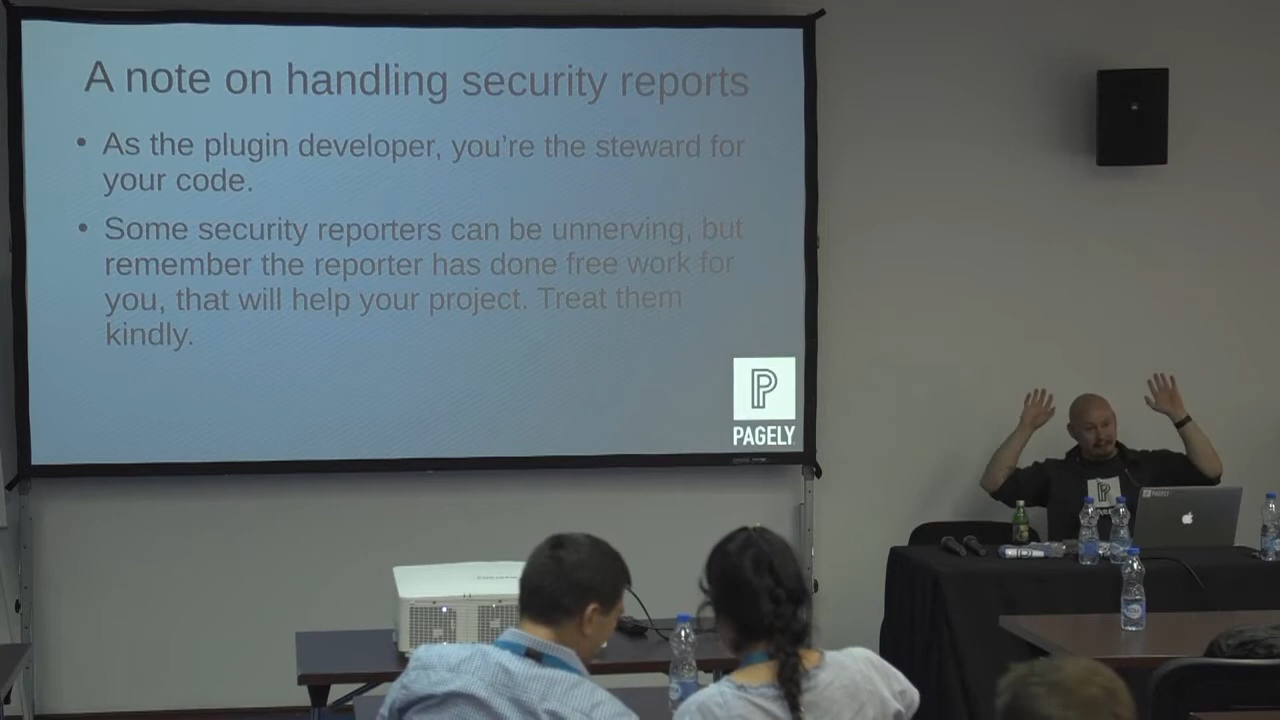 A note on handling security reports
• As the plugin developer, you're the steward for
your code.
• Some security reporters can be unnerving, but
remember the reporter has done free work for
you, that will help your project. Treat them
kindly.
PAGELY
PAGELY